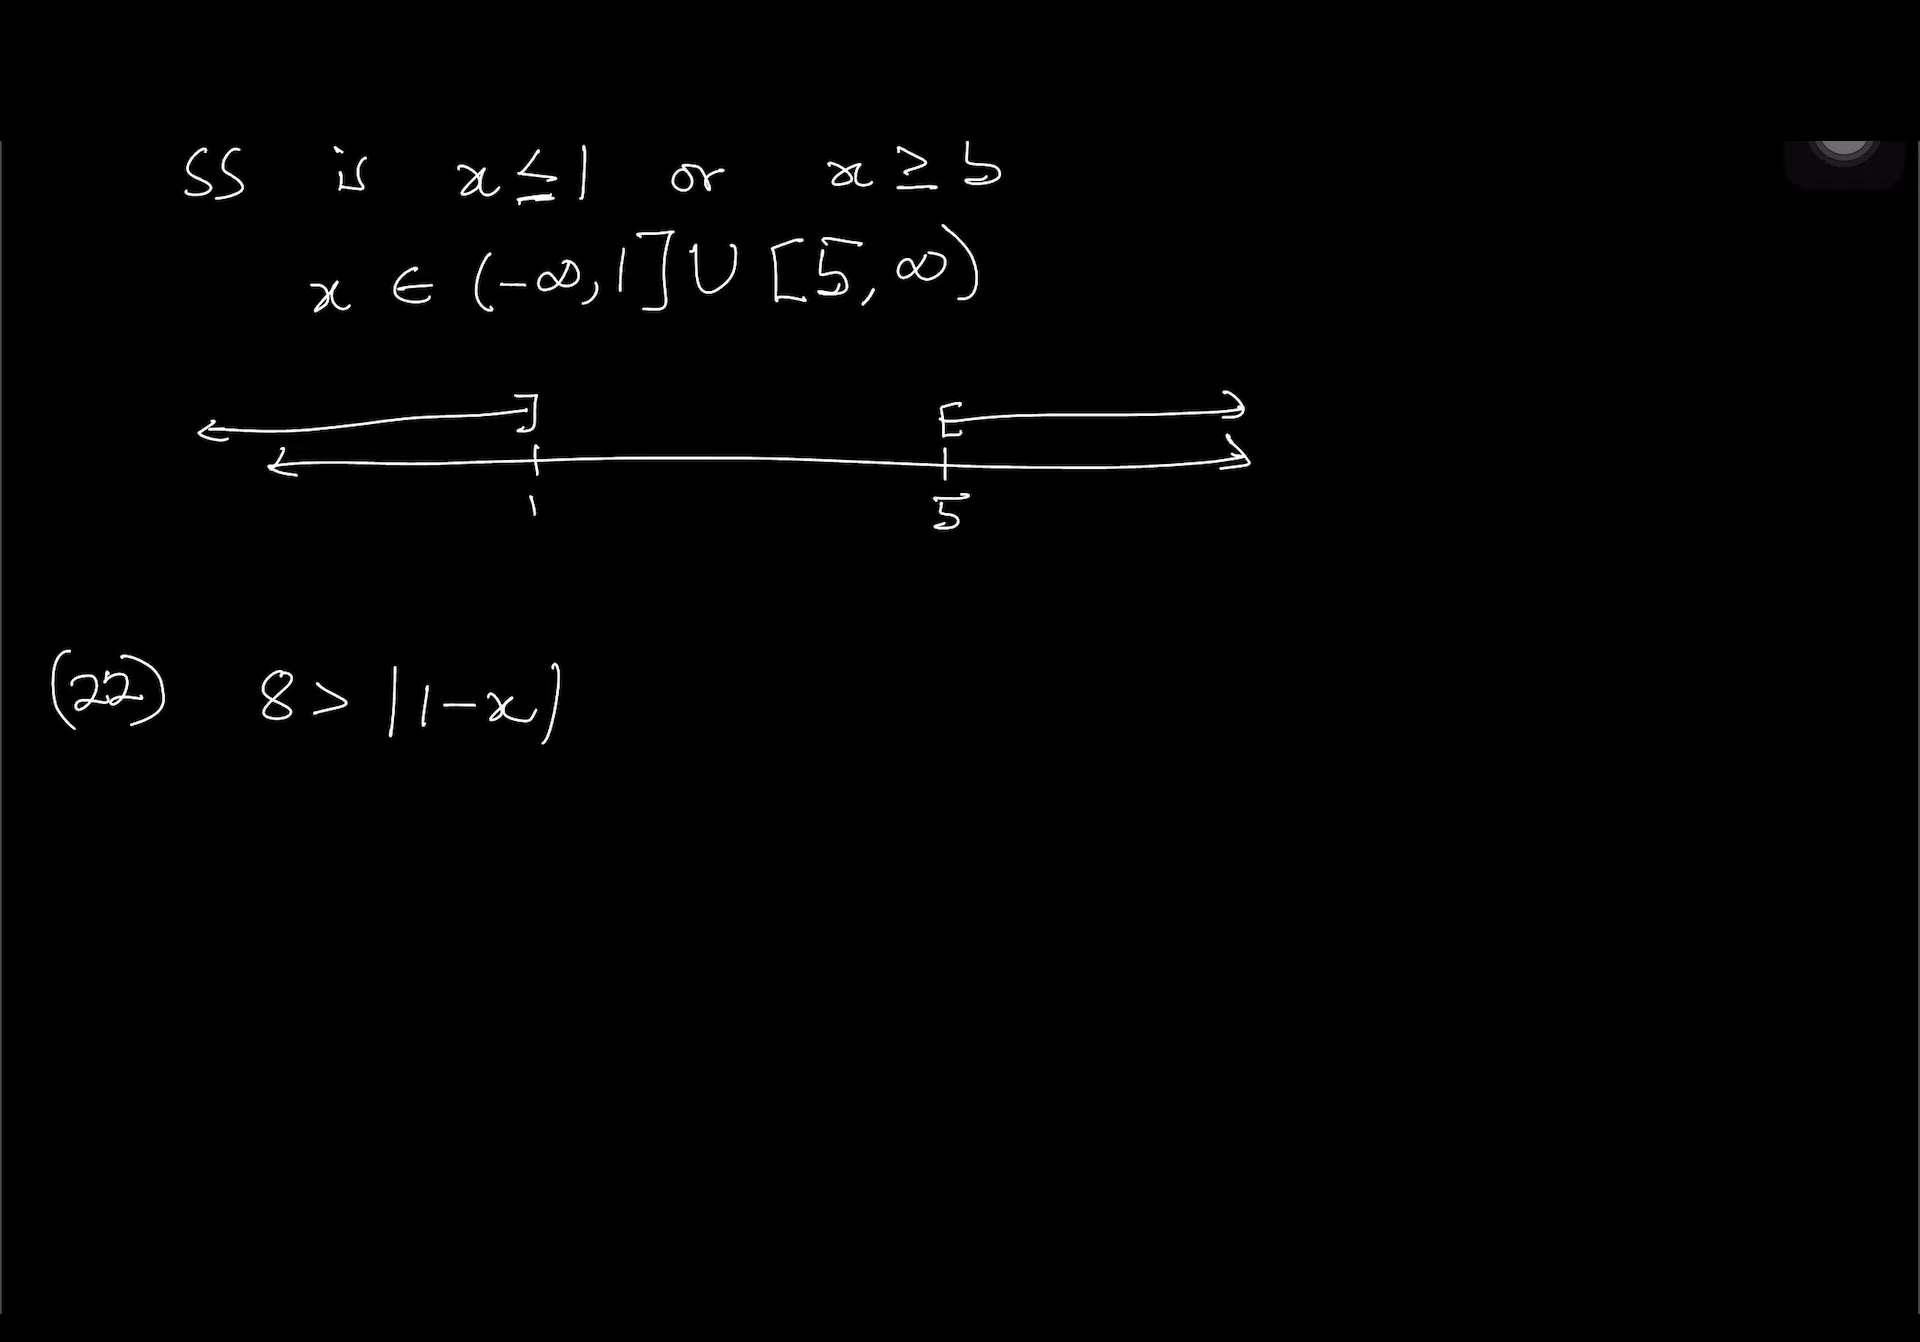 SS is x ≤ 1 or x ≥ 5
x ∈ (-∞, 1] ∪ [5, ∞)
] [
1 5
(22) 8 > |1-x|